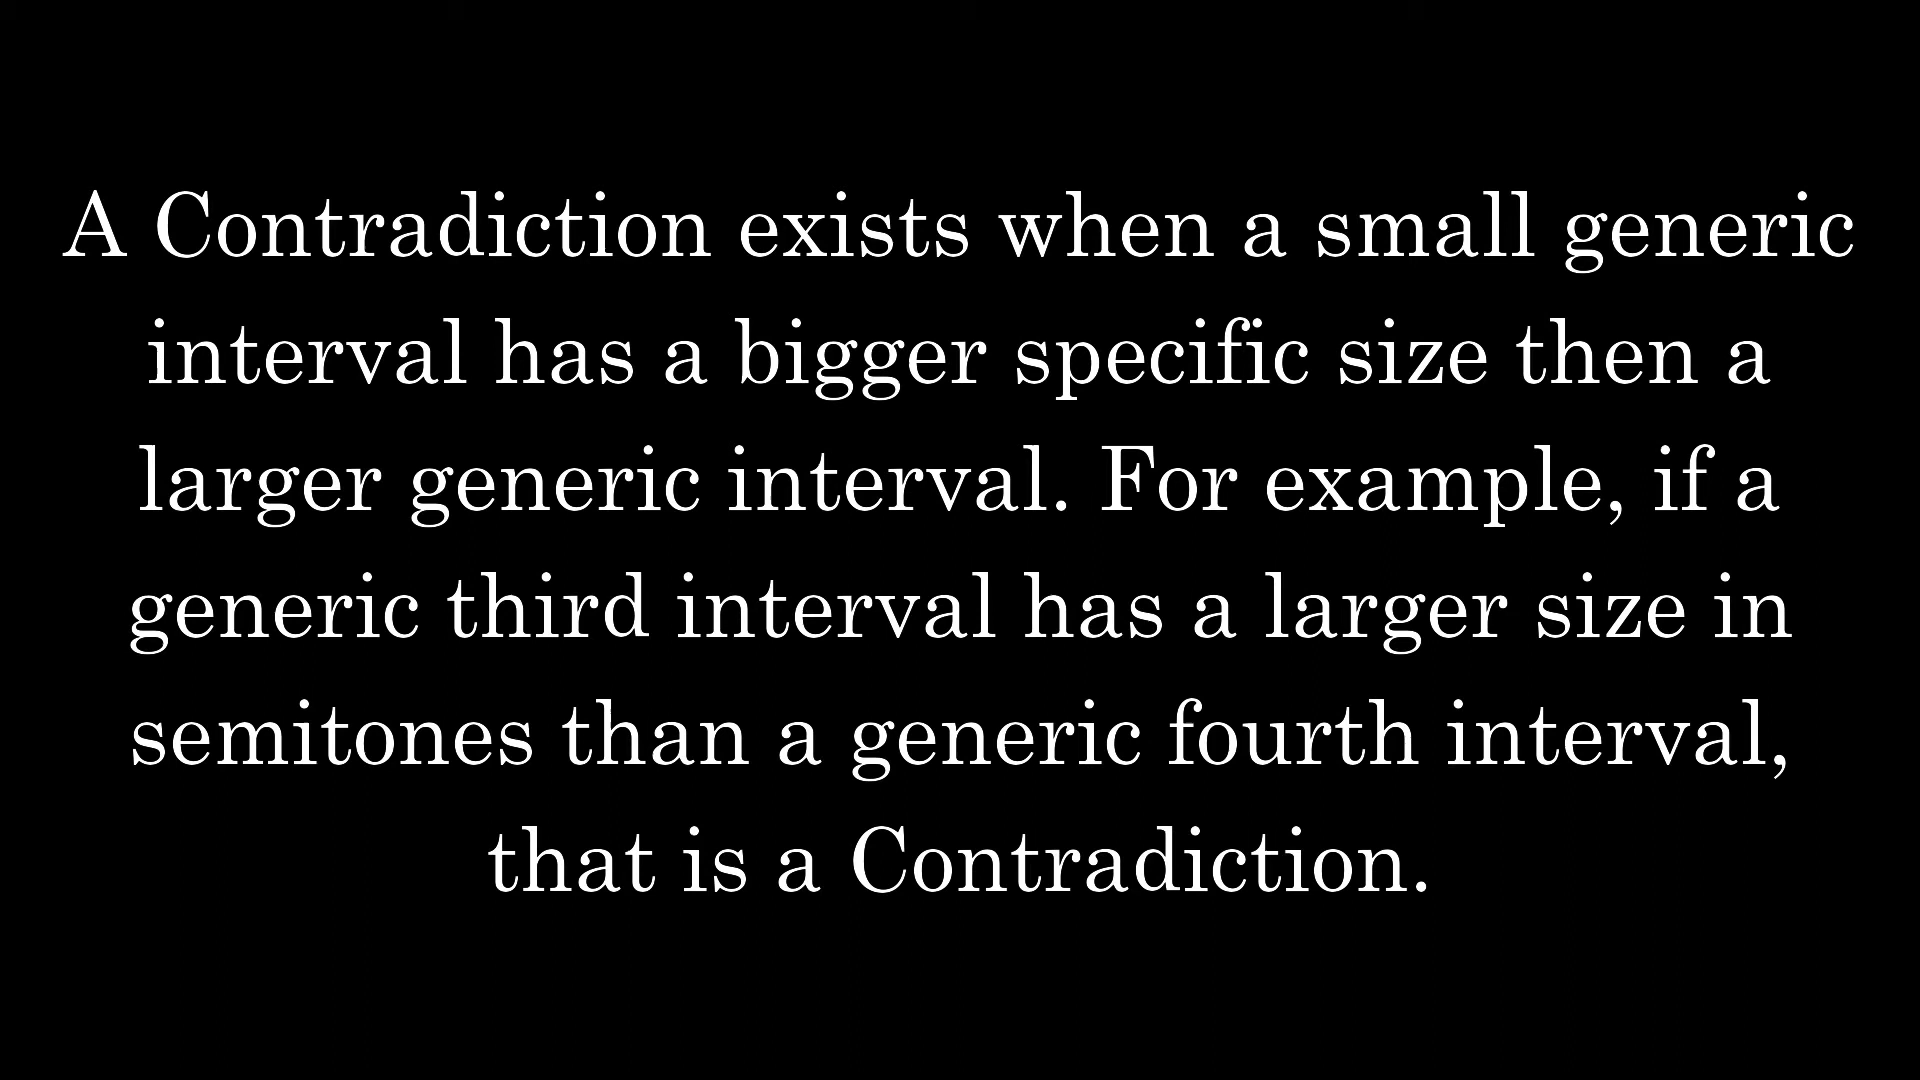 A Contradiction exists when a small generic
interval has a bigger specific size then a
larger generic interval. For example, if a
generic third interval has a larger size in
semitones than a generic fourth interval,
that is a Contradiction.